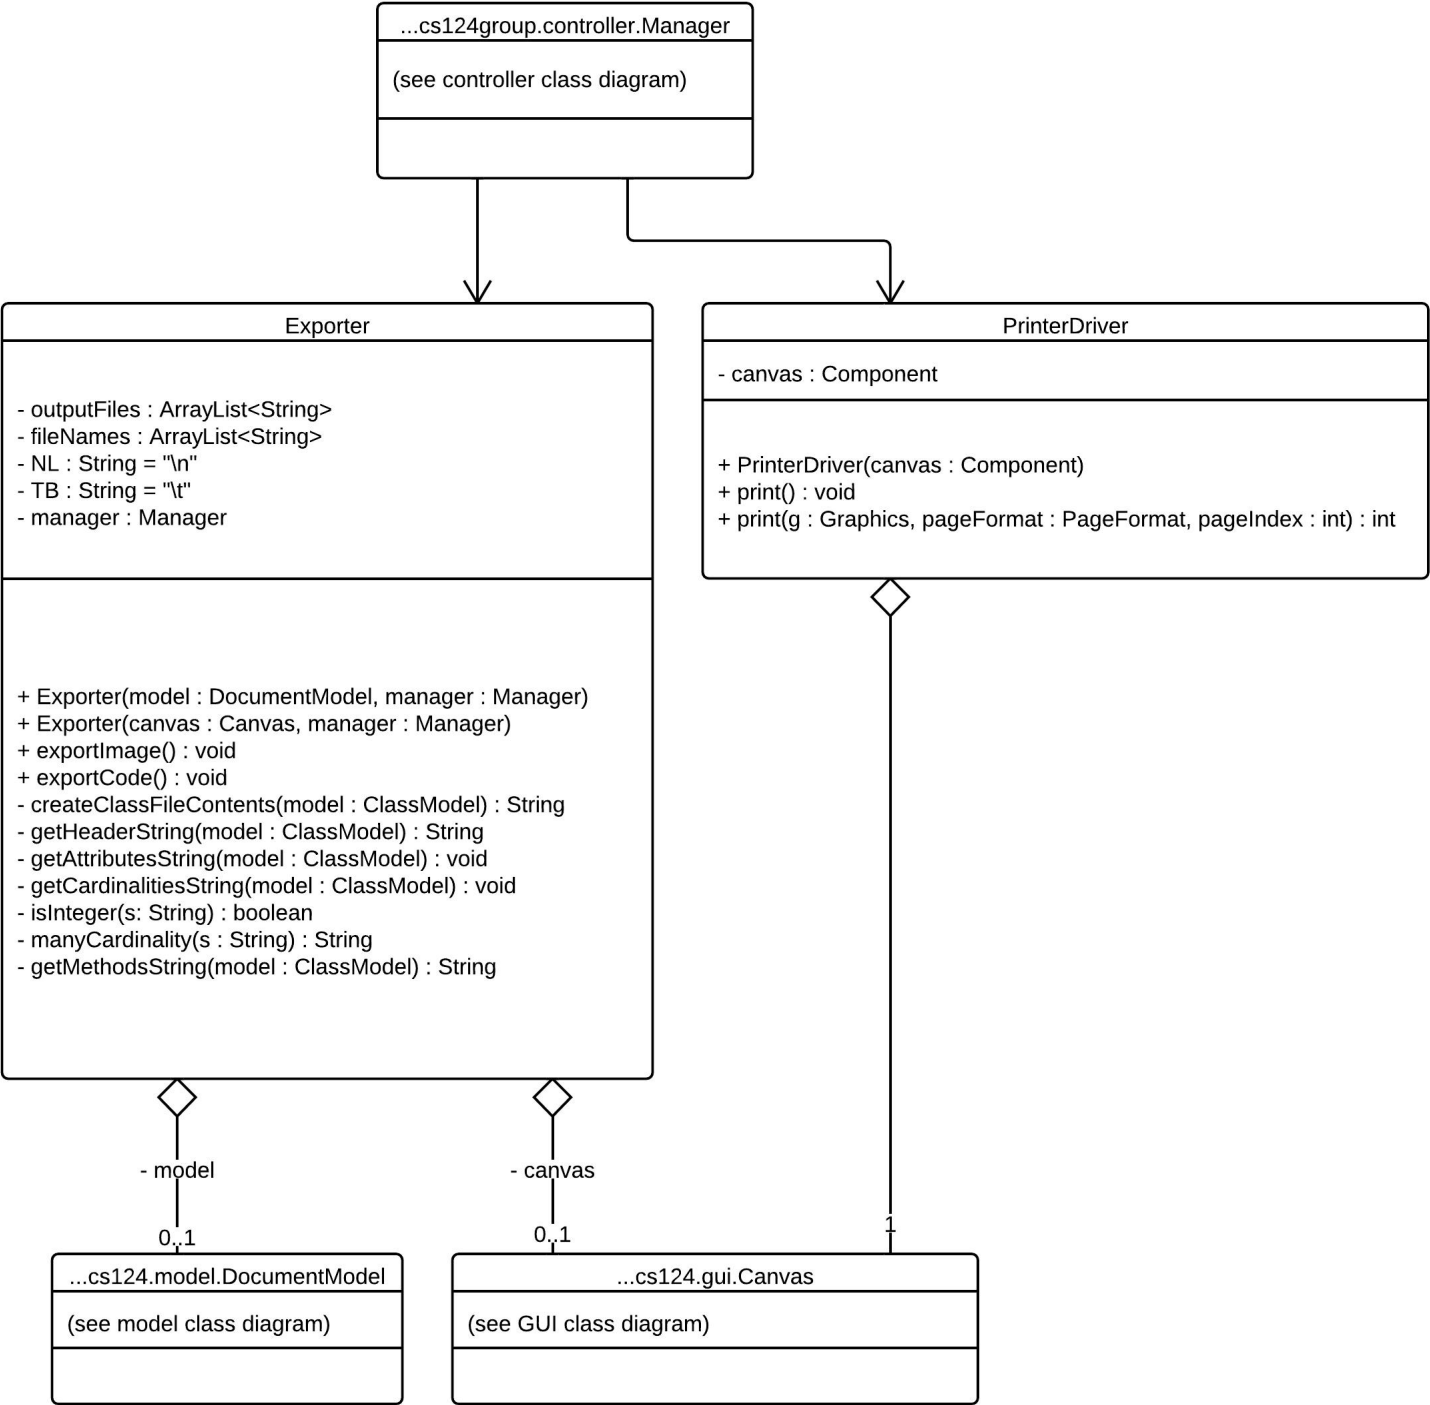 ...cs124group.controller.Manager
(see controller class diagram)
Exporter
- outputFiles : ArrayList<String>
- fileNames : ArrayList<String>
- NL : String = "\n"
- TB : String = "\t"
- manager : Manager
+ Exporter(model : DocumentModel, manager : Manager)
+ Exporter(canvas : Canvas, manager : Manager)
+ exportImage() : void
+ exportCode() : void
- createClassFileContents(model : ClassModel) : String
- getHeaderString(model : ClassModel) : String
- getAttributesString(model : ClassModel) : void
- getCardinalitiesString(model : ClassModel) : void
- isInteger(s: String) : boolean
- manyCardinality(s : String) : String
- getMethodsString(model : ClassModel) : String
PrinterDriver
- canvas : Component
+ PrinterDriver(canvas : Component)
+ print() : void
+ print(g : Graphics, pageFormat : PageFormat, pageIndex : int) : int
- model
0..1
- canvas
0..1
1
...cs124.model.DocumentModel
(see model class diagram)
...cs124.gui.Canvas
(see GUI class diagram)